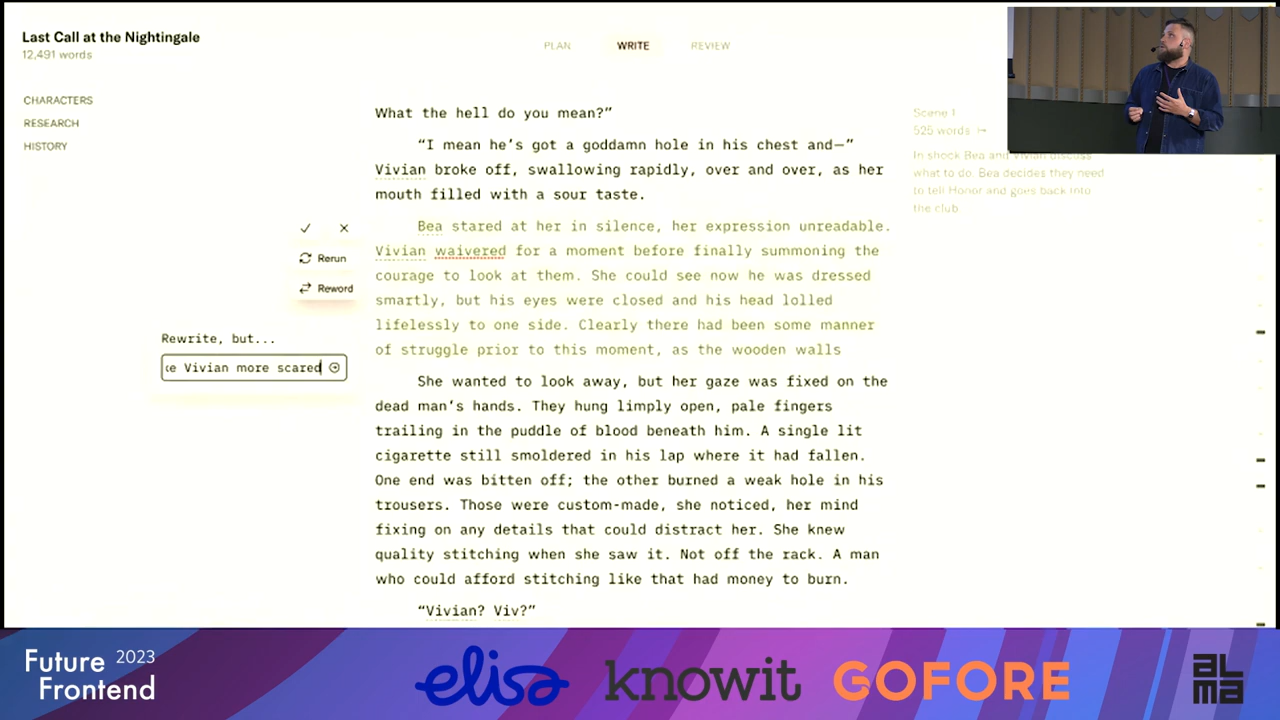 Last Call at the Nightingale
12,491 words
PLAN
WRITE
REVIEW
CHARACTERS
RESEARCH
HISTORY
What the hell do you mean?”
“I mean he’s got a goddamn hole in his chest and—”
Vivian broke off, swallowing rapidly, over and over, as her
mouth filled with a sour taste.
Bea stared at her in silence, her expression unreadable.
Vivian waivered for a moment before finally summoning the
courage to look at them. She could see now he was dressed
smartly, but his eyes were closed and his head lolled
lifelessly to one side. Clearly there had been some manner
of struggle prior to this moment, as the wooden walls
She wanted to look away, but her gaze was fixed on the
dead man’s hands. They hung limply open, pale fingers
trailing in the puddle of blood beneath him. A single lit
cigarette still smoldered in his lap where it had fallen.
One end was bitten off; the other burned a weak hole in his
trousers. Those were custom-made, she noticed, her mind
fixing on any details that could distract her. She knew
quality stitching when she saw it. Not off the rack. A man
who could afford stitching like that had money to burn.
“Vivian? Viv?”
Rerun
Reword
Rewrite, but...
Vivian more scared
Scene 1
525 words
In shock Bea and Vivian discuss
what to do. Bea decides they need
to tell Honor and goes back into
the club
Future 2023
Frontend
elisa
knowit
GOFORE
ALMA